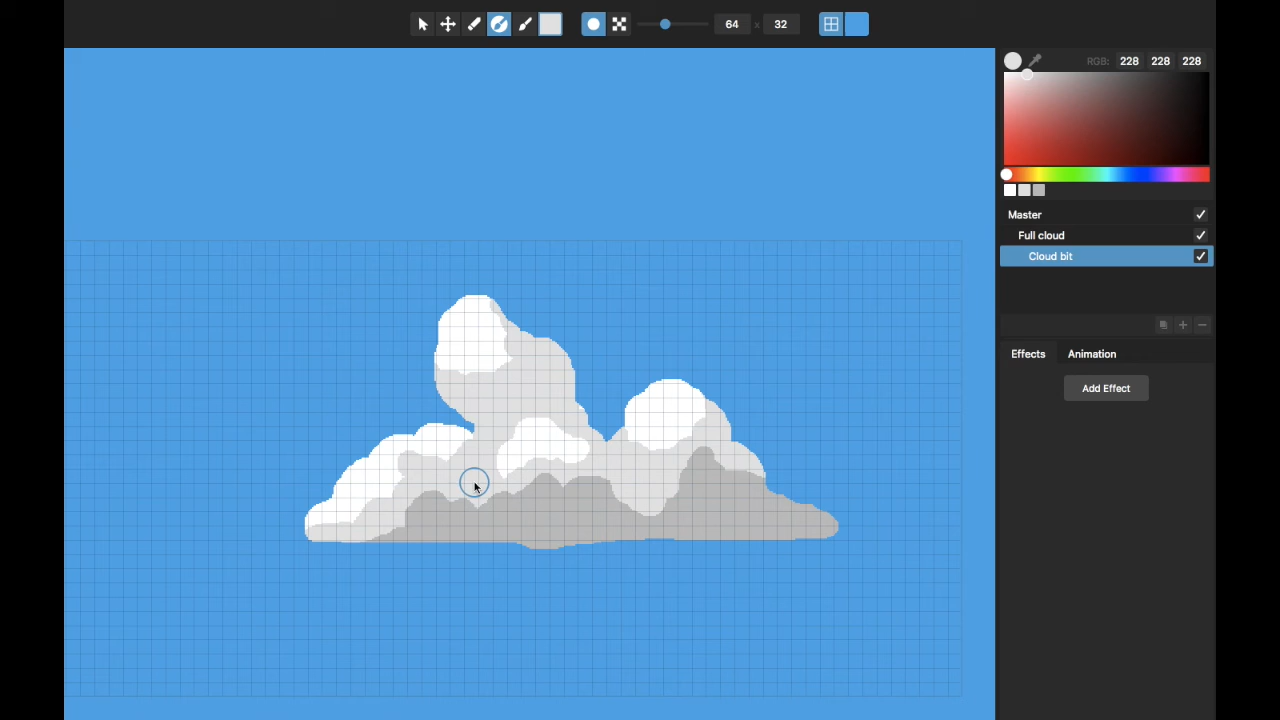 64 x 32
RGB: 228 228 228
Master
Full cloud
Cloud bit
Effects Animation
Add Effect